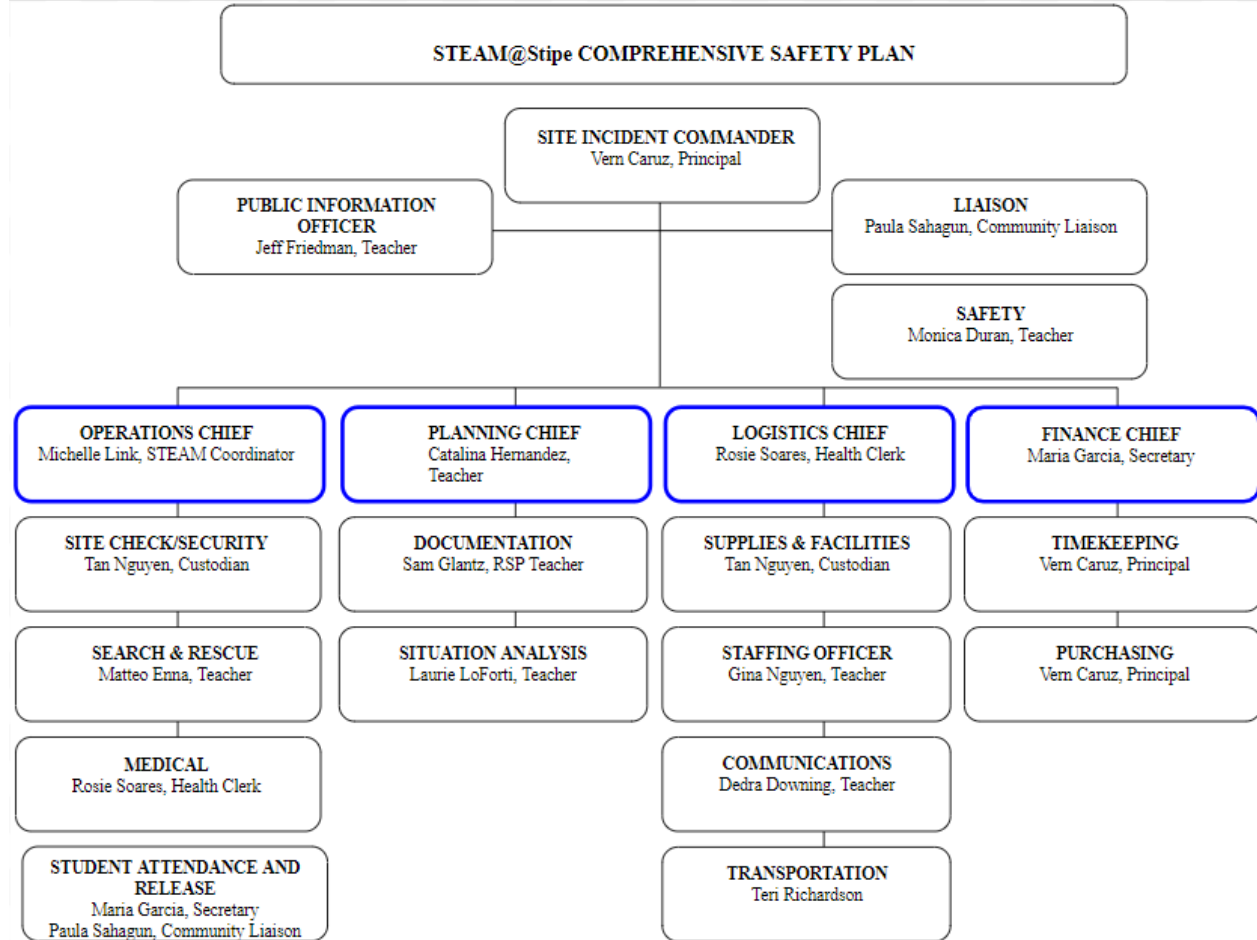 STEAM@Stipe COMPREHENSIVE SAFETY PLAN
SITE INCIDENT COMMANDER
Vern Caruz, Principal
PUBLIC INFORMATION
OFFICER
Jeff Friedman, Teacher
LIAISON
Paula Sahagun, Community Liaison
SAFETY
Monica Duran, Teacher
OPERATIONS CHIEF
Michelle Link, STEAM Coordinator
PLANNING CHIEF
Catalina Hernandez,
Teacher
LOGISTICS CHIEF
Rosie Soares, Health Clerk
FINANCE CHIEF
Maria Garcia, Secretary
SITE CHECK/SECURITY
Tan Nguyen, Custodian
DOCUMENTATION
Sam Glantz, RSP Teacher
SUPPLIES & FACILITIES
Tan Nguyen, Custodian
TIMEKEEPING
Vern Caruz, Principal
SEARCH & RESCUE
Matteo Enna, Teacher
SITUATION ANALYSIS
Laurie LoForti, Teacher
STAFFING OFFICER
Gina Nguyen, Teacher
PURCHASING
Vern Caruz, Principal
MEDICAL
Rosie Soares, Health Clerk
COMMUNICATIONS
Dedra Downing, Teacher
STUDENT ATTENDANCE AND
RELEASE
Maria Garcia, Secretary
Paula Sahagun, Community Liaison
TRANSPORTATION
Teri Richardson